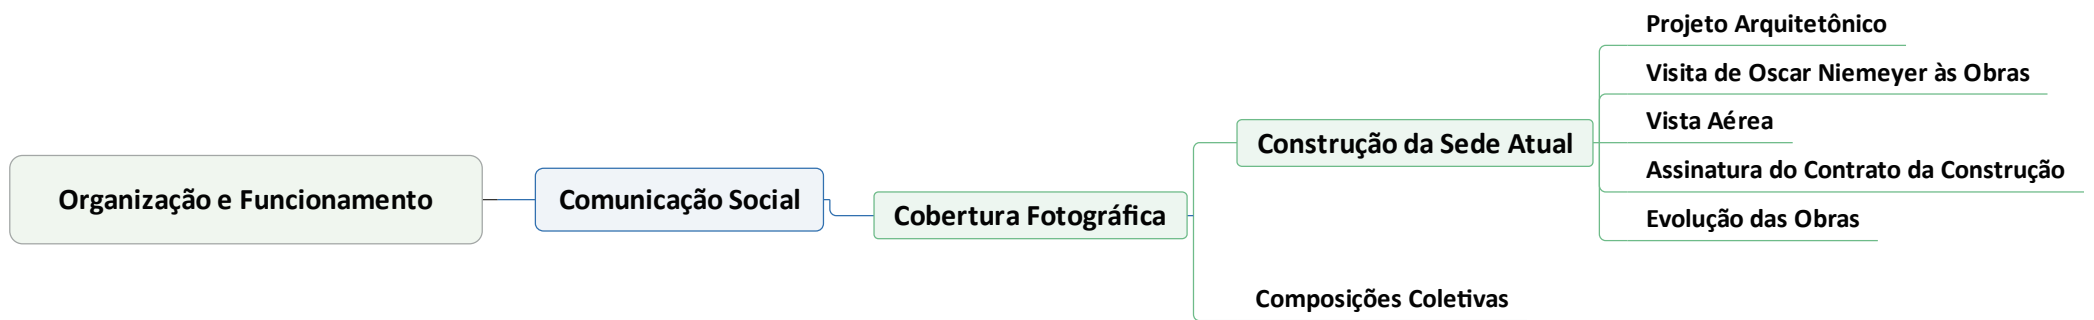 Organização e Funcionamento
Comunicação Social
Cobertura Fotográfica
Construção da Sede Atual
Projeto Arquitetônico
Visita de Oscar Niemeyer às Obras
Vista Aérea
Assinatura do Contrato da Construção
Evolução das Obras
Composições Coletivas